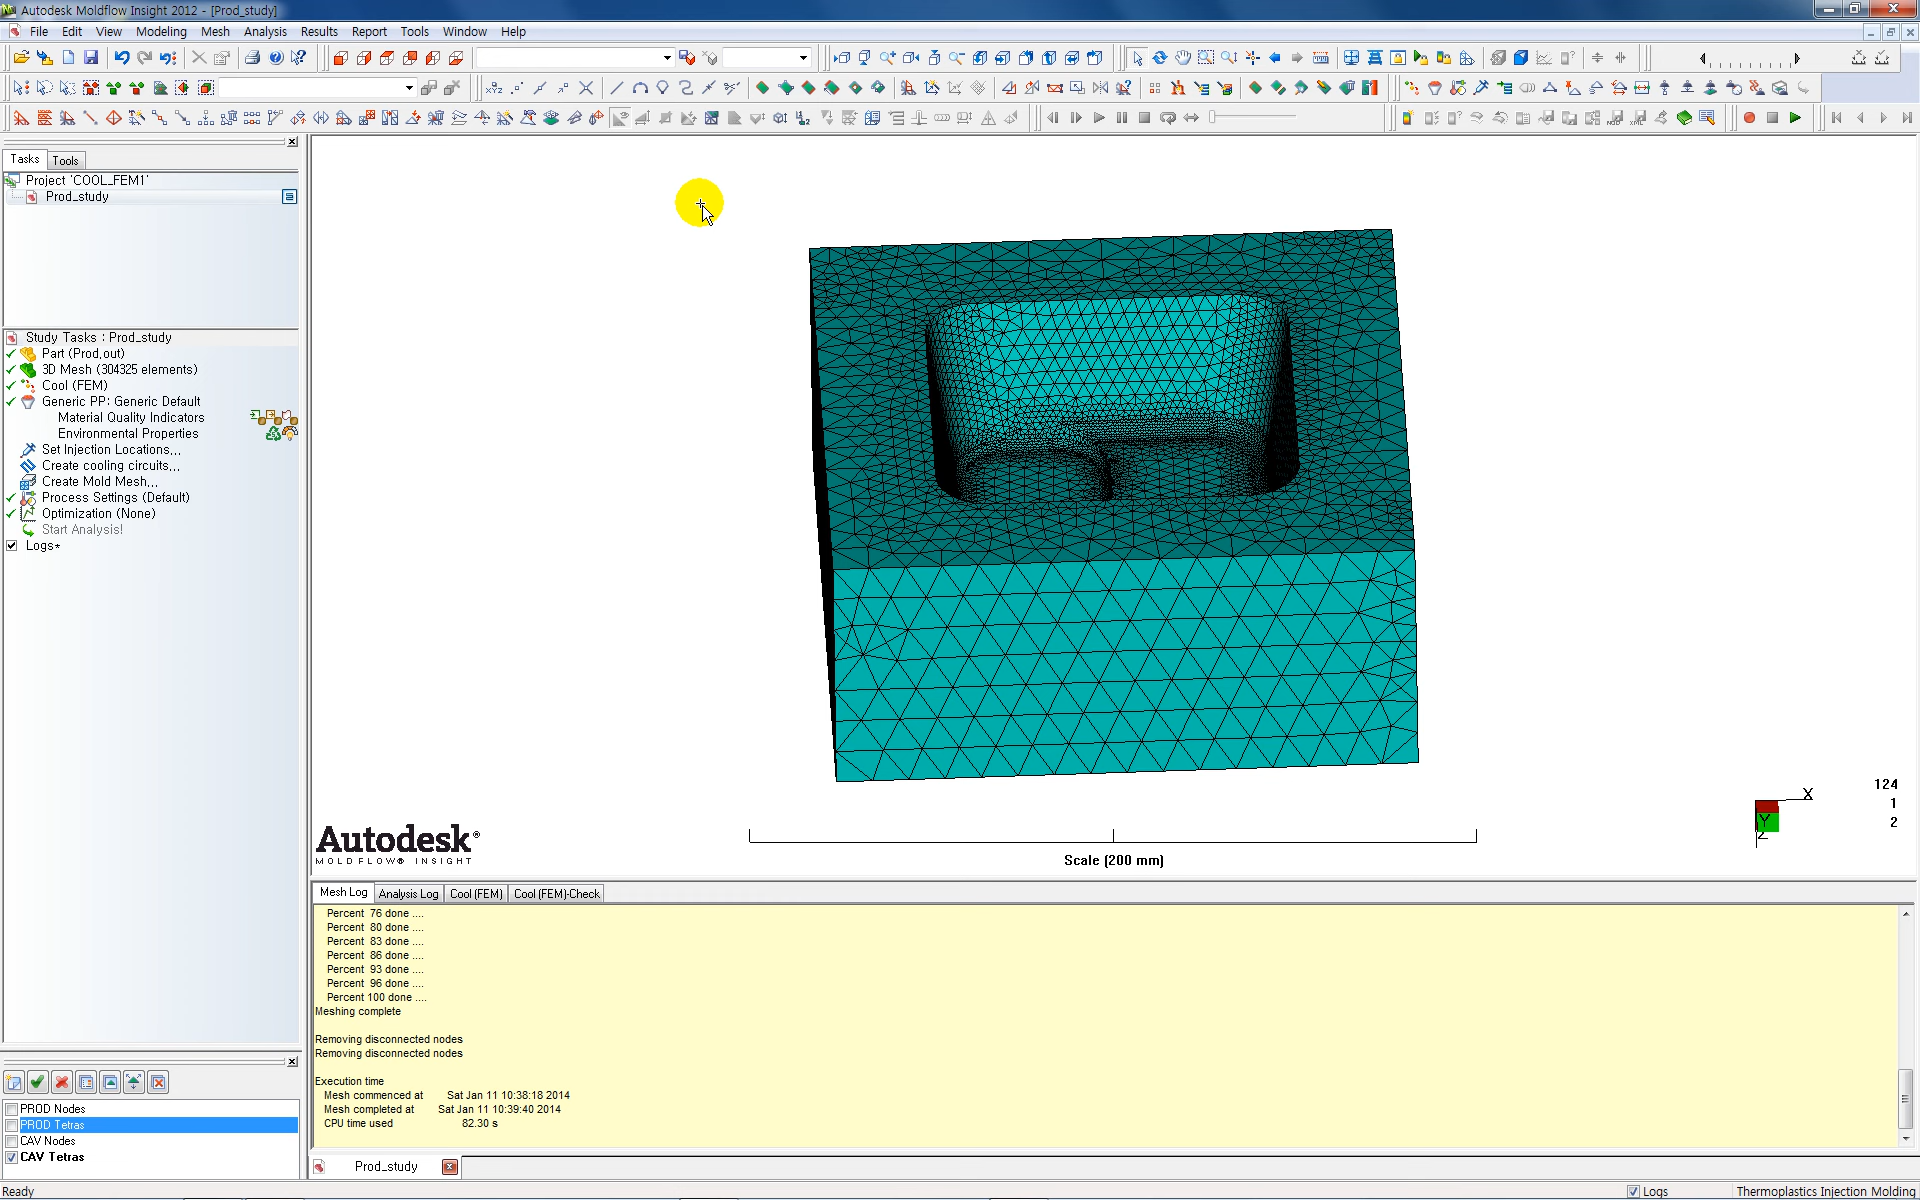 Autodesk Moldflow Insight 2012 - [Prod_study]
File Edit View Modeling Mesh Analysis Results Report Tools Window Help
Tasks Tools
Project 'COOL_FEM1'
Prod_study
Study Tasks : Prod_study
Part (Prod.out)
3D Mesh (304325 elements)
Cool (FEM)
Generic PP: Generic Default
Material Quality Indicators
Environmental Properties
Set Injection Locations...
Create cooling circuits...
Create Mold Mesh...
Process Settings (Default)
Optimization (None)
Start Analysis!
Logs*
PROD Nodes
PROD Tetras
CAV Nodes
CAV Tetras
Autodesk®
MOLDFLOW® INSIGHT
Scale (200 mm)
X
Y
Z
124
1
2
Mesh Log Analysis Log Cool (FEM) Cool (FEM)-Check
Percent 76 done ....
Percent 80 done ....
Percent 83 done ....
Percent 86 done ....
Percent 93 done ....
Percent 96 done ....
Percent 100 done ....
Meshing complete
Removing disconnected nodes
Removing disconnected nodes
Execution time
Mesh commenced at Sat Jan 11 10:38:18 2014
Mesh completed at Sat Jan 11 10:39:40 2014
CPU time used 82.30 s
Prod_study
Ready
Logs
Thermoplastics Injection Molding